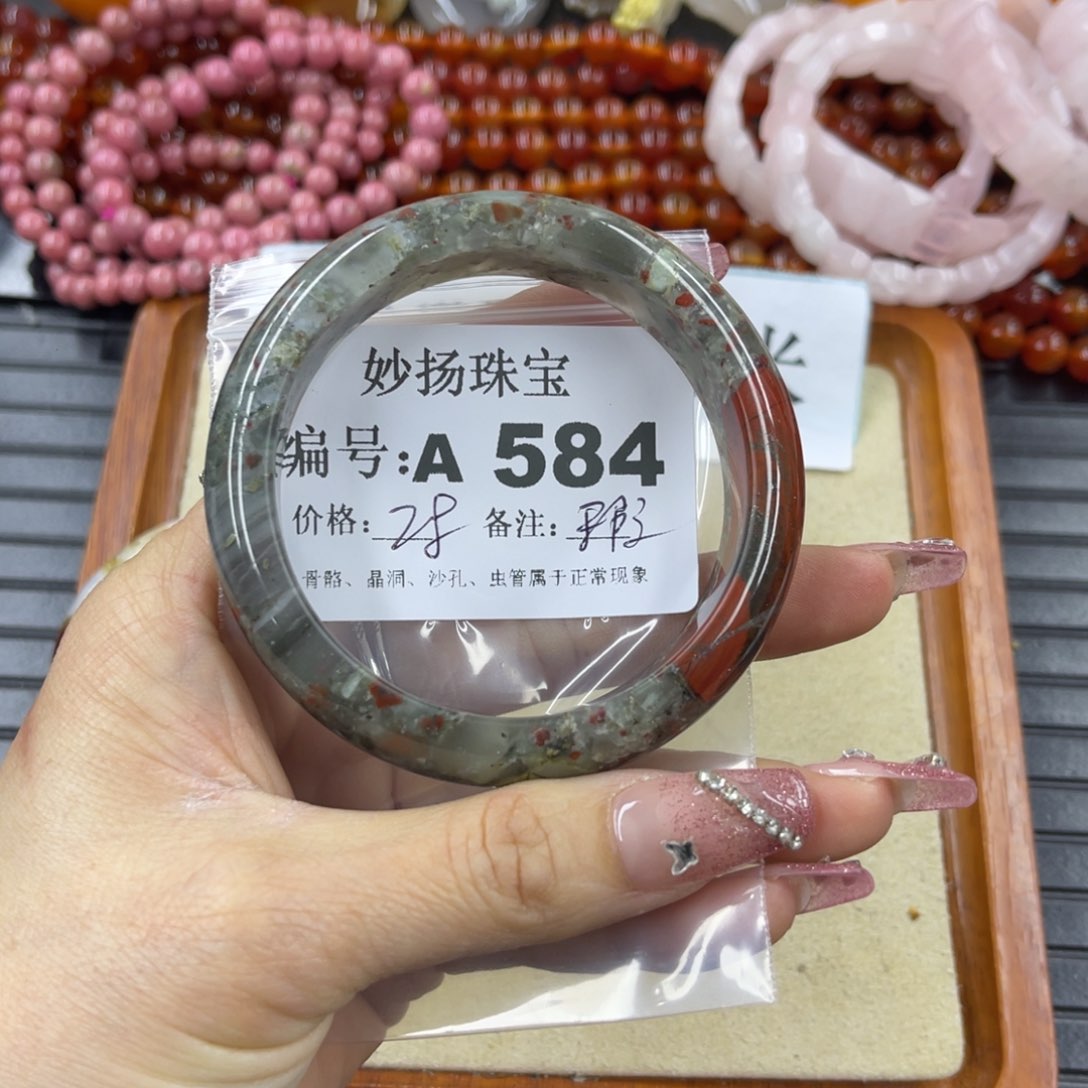 妙扬珠宝
编号:A 584
价格: 28 备注:
骨骼、晶洞、沙孔、虫管属于正常现象
米